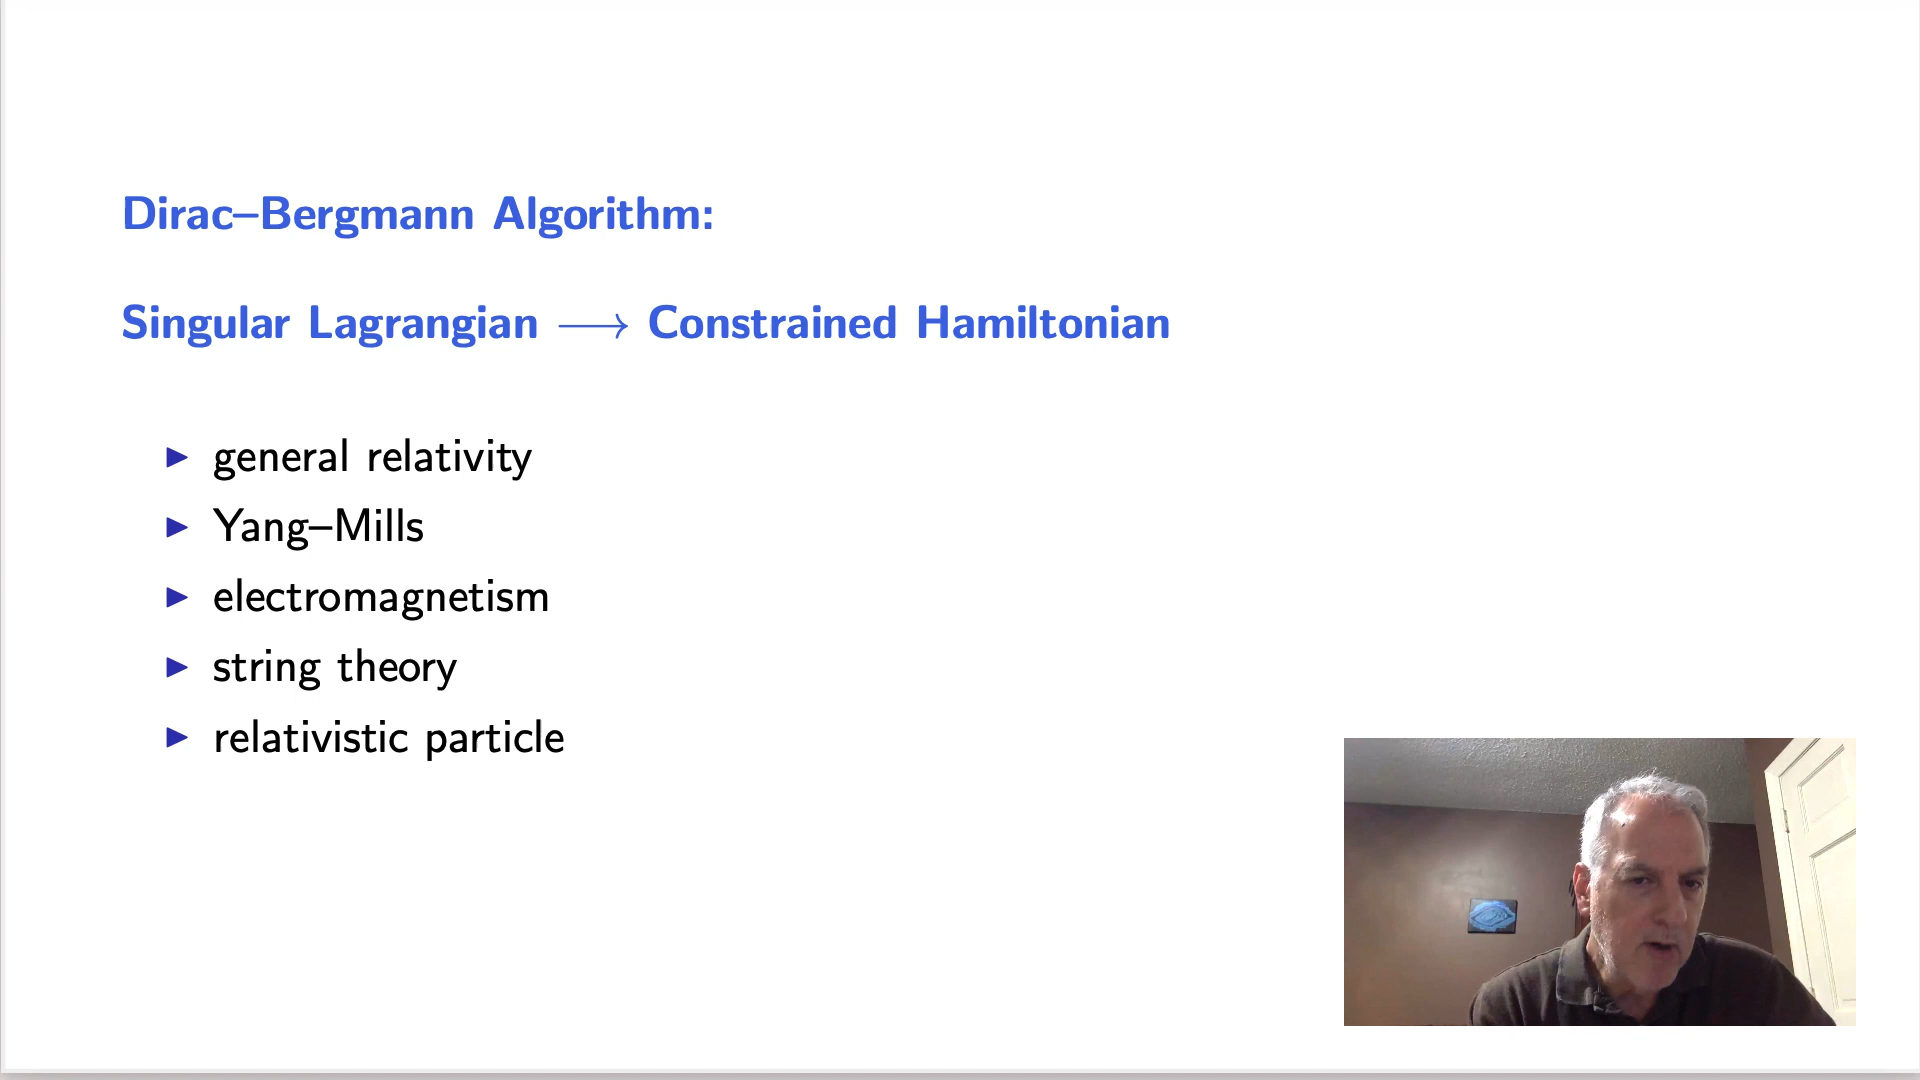 Dirac–Bergmann Algorithm:
Singular Lagrangian ⟶ Constrained Hamiltonian
▶ general relativity
▶ Yang–Mills
▶ electromagnetism
▶ string theory
▶ relativistic particle